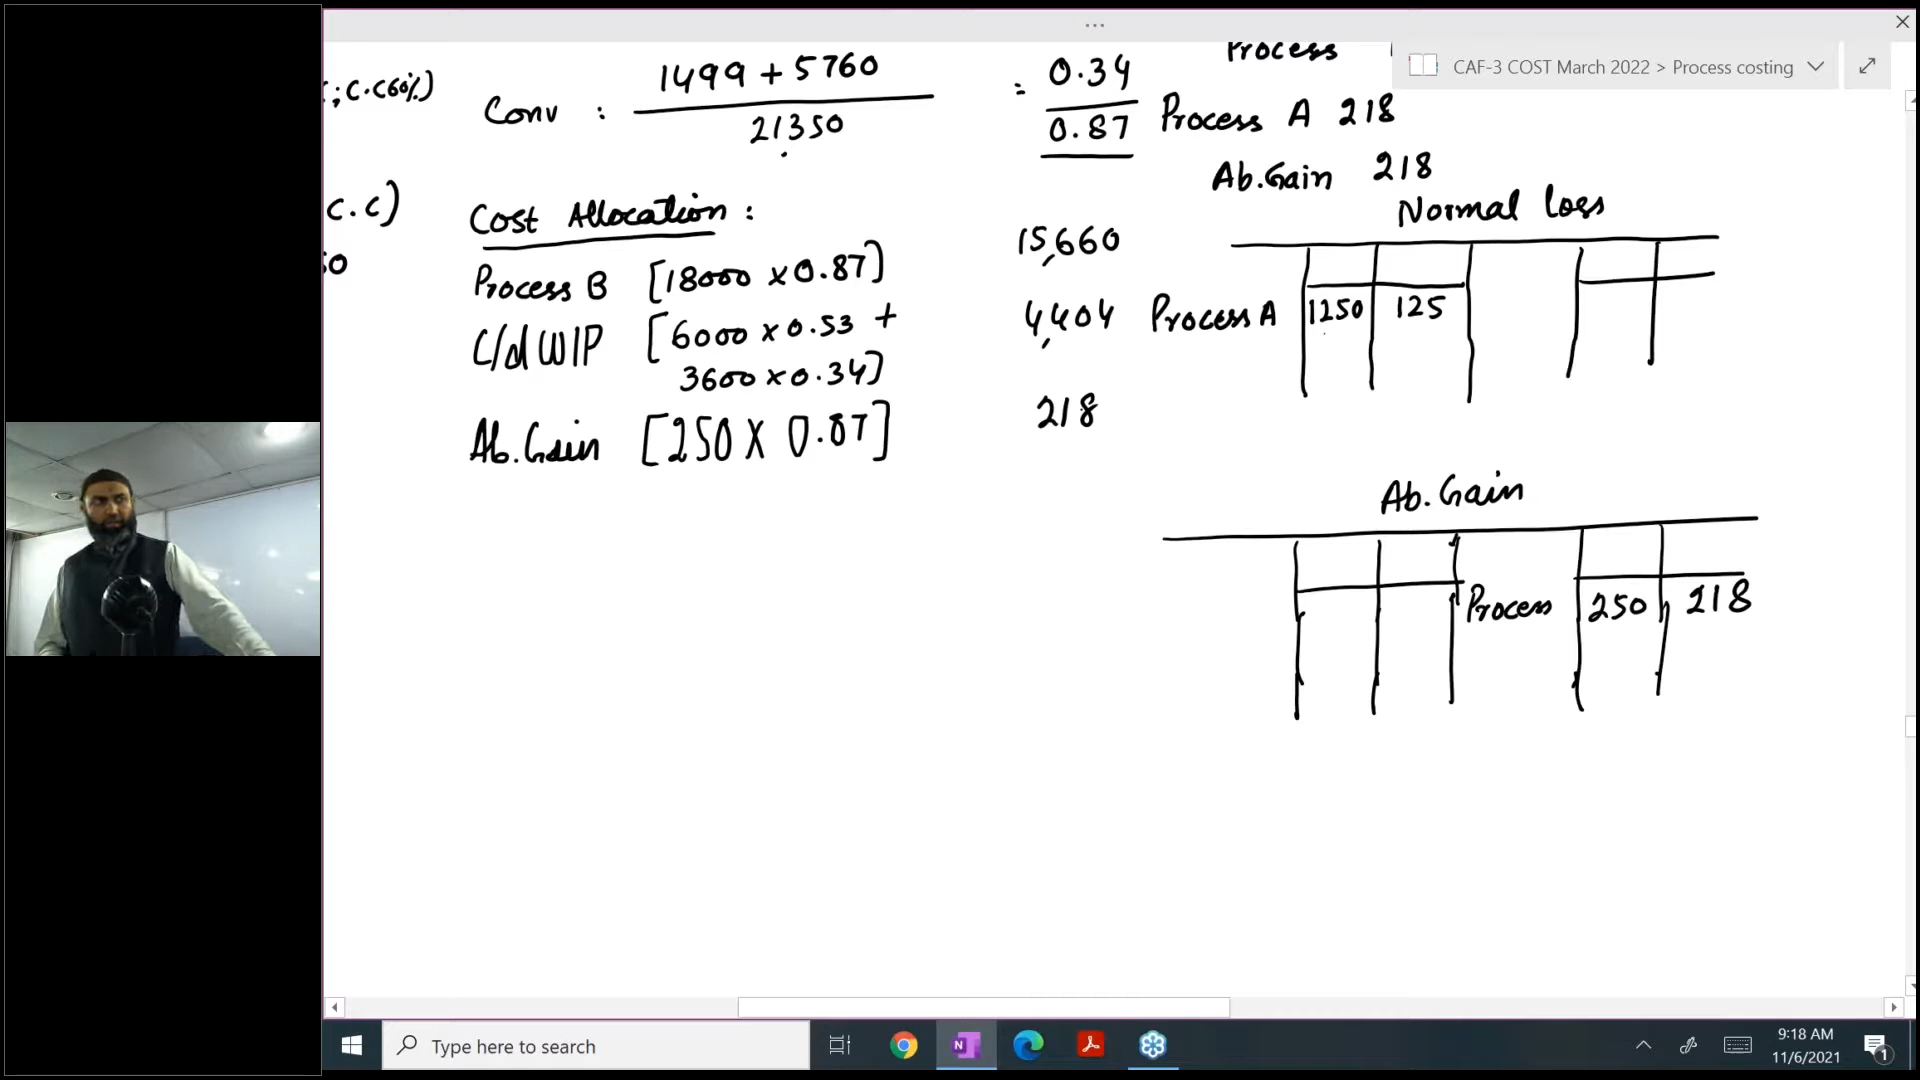 CAF-3 COST March 2022 > Process costing
; C.C60%)
C.C)
Conv : 1499 + 5760
21350
= 0.34
0.87
Process
Process A 218
Ab.Gain 218
Cost Allocation :
Process B [18000 x 0.87] 15,660
C/d WIP [6000 x 0.53 + 3600 x 0.34] 4,404
Ab.Gain [250 X 0.87] 218
Normal Loss
Process A 1250 125
Ab. Gain
Process 250 218
Type here to search
9:18 AM
11/6/2021
1